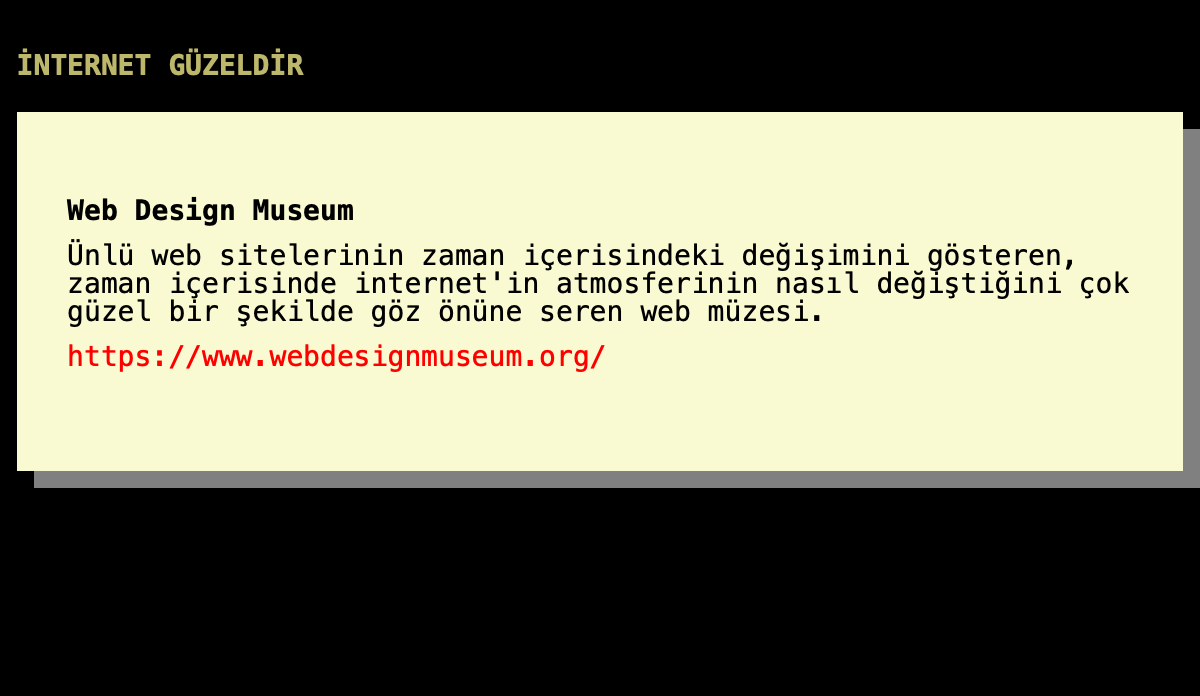 İNTERNET GÜZELDİR
Web Design Museum
Ünlü web sitelerinin zaman içerisindeki değişimini gösteren,
zaman içerisinde internet'in atmosferinin nasıl değiştiğini çok
güzel bir şekilde göz önüne seren web müzesi.
https://www.webdesignmuseum.org/